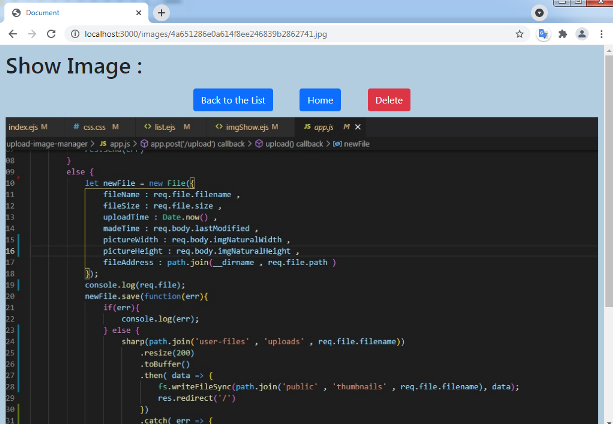 Document
localhost:3000/images/4a651286e0a614f8ee246839b2862741.jpg
Show Image :
Back to the List
Home
Delete
index.ejs M
# css.css M
<> list.ejs M
<> imgShow.ejs M
JS app.js M
upload-image-manager > JS app.js > app.post('/upload') callback > upload() callback > newFile
08 }
09 else {
10 let newFile = new File({
11 fileName : req.file.filename ,
12 fileSize : req.file.size ,
13 uploadTime : Date.now() ,
14 madeTime : req.body.lastModified ,
15 pictureWidth : req.body.imgNaturalWidth ,
16 pictureHeight : req.body.imgNaturalHeight ,
17 fileAddress : path.join(__dirname , req.file.path )
18 });
19 console.log(req.file);
20 newFile.save(function(err){
21 if(err){
22 console.log(err);
23 } else {
24 sharp(path.join('user-files' , 'uploads' , req.file.filename))
25 .resize(200)
26 .toBuffer()
27 .then( data => {
28 fs.writeFileSync(path.join('public' , 'thumbnails' , req.file.filename), data);
29 res.redirect('/')
30 })
31 .catch( err => {